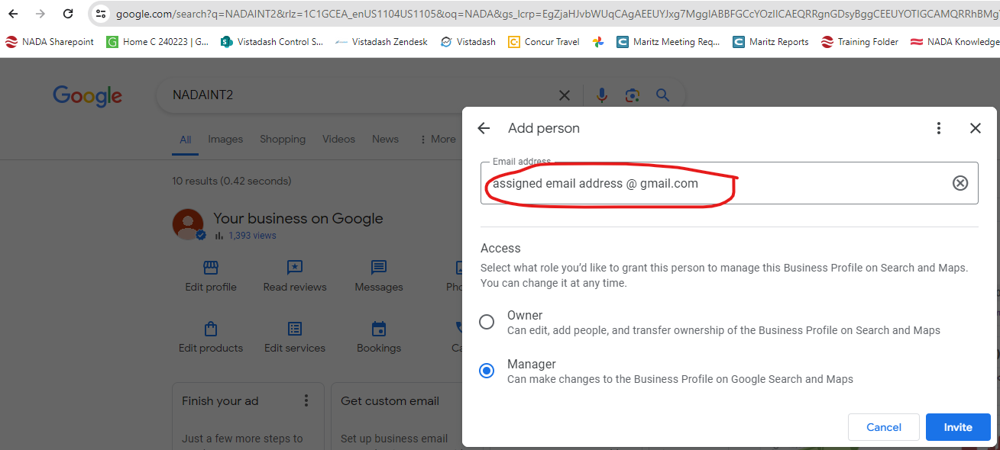 google.com/search?q=NADAINT2&rlz=1C1GCEA_enUS1104US1105&oq=NADA&gs_lcrp=
NADA Sharepoint
Home C 240223 | G...
Vistadash Control S...
Vistadash Zendesk
Vistadash
Concur Travel
Maritz Meeting Req...
Maritz Reports
Training Folder
NADA Knowledge
Google
NADAINT2
All Images Shopping Videos News More
10 results (0.42 seconds)
Your business on Google
1,393 views
Edit profile
Read reviews
Messages
Edit products
Edit services
Bookings
Finish your ad
Just a few more steps to
Get custom email
Set up business email
Add person
Email address
assigned email address @ gmail.com
Access
Select what role you’d like to grant this person to manage this Business Profile on Search and Maps.
You can change it at any time.
Owner
Can edit, add people, and transfer ownership of the Business Profile on Search and Maps
Manager
Can make changes to the Business Profile on Google Search and Maps
Cancel
Invite